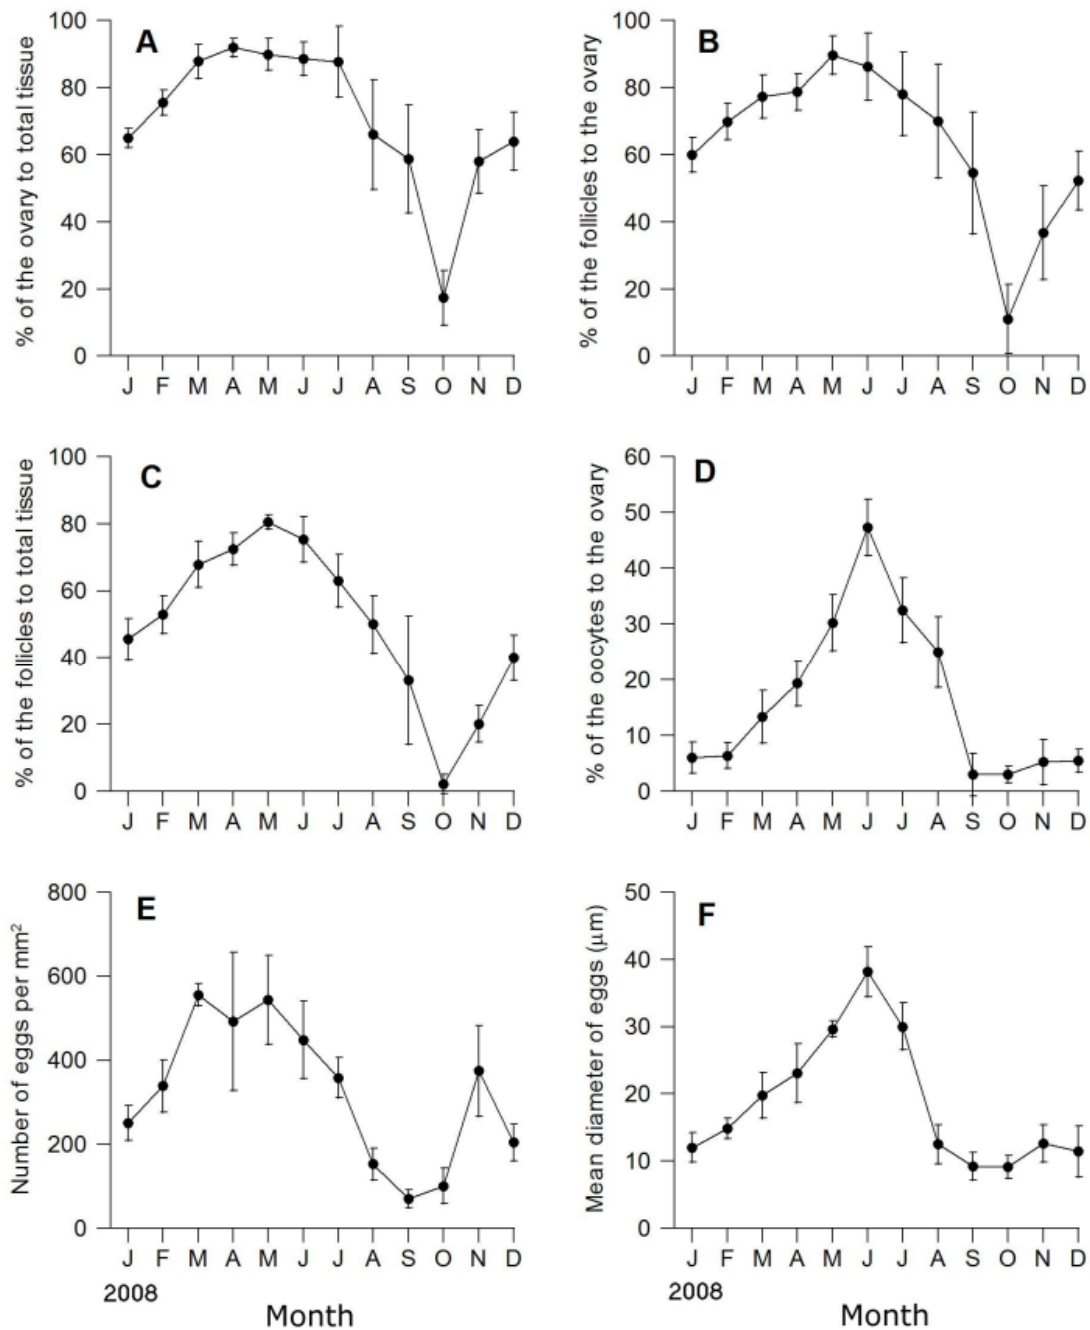 A
% of the ovary to total tissue
100
80
60
40
20
0
J F M A M J J A S O N D
B
% of the follicles to the ovary
100
80
60
40
20
0
J F M A M J J A S O N D
C
% of the follicles to total tissue
100
80
60
40
20
0
J F M A M J J A S O N D
D
% of the oocytes to the ovary
60
50
40
30
20
10
0
J F M A M J J A S O N D
E
Number of eggs per mm²
800
600
400
200
0
J F M A M J J A S O N D
2008
Month
F
Mean diameter of eggs (μm)
50
40
30
20
10
0
J F M A M J J A S O N D
2008
Month